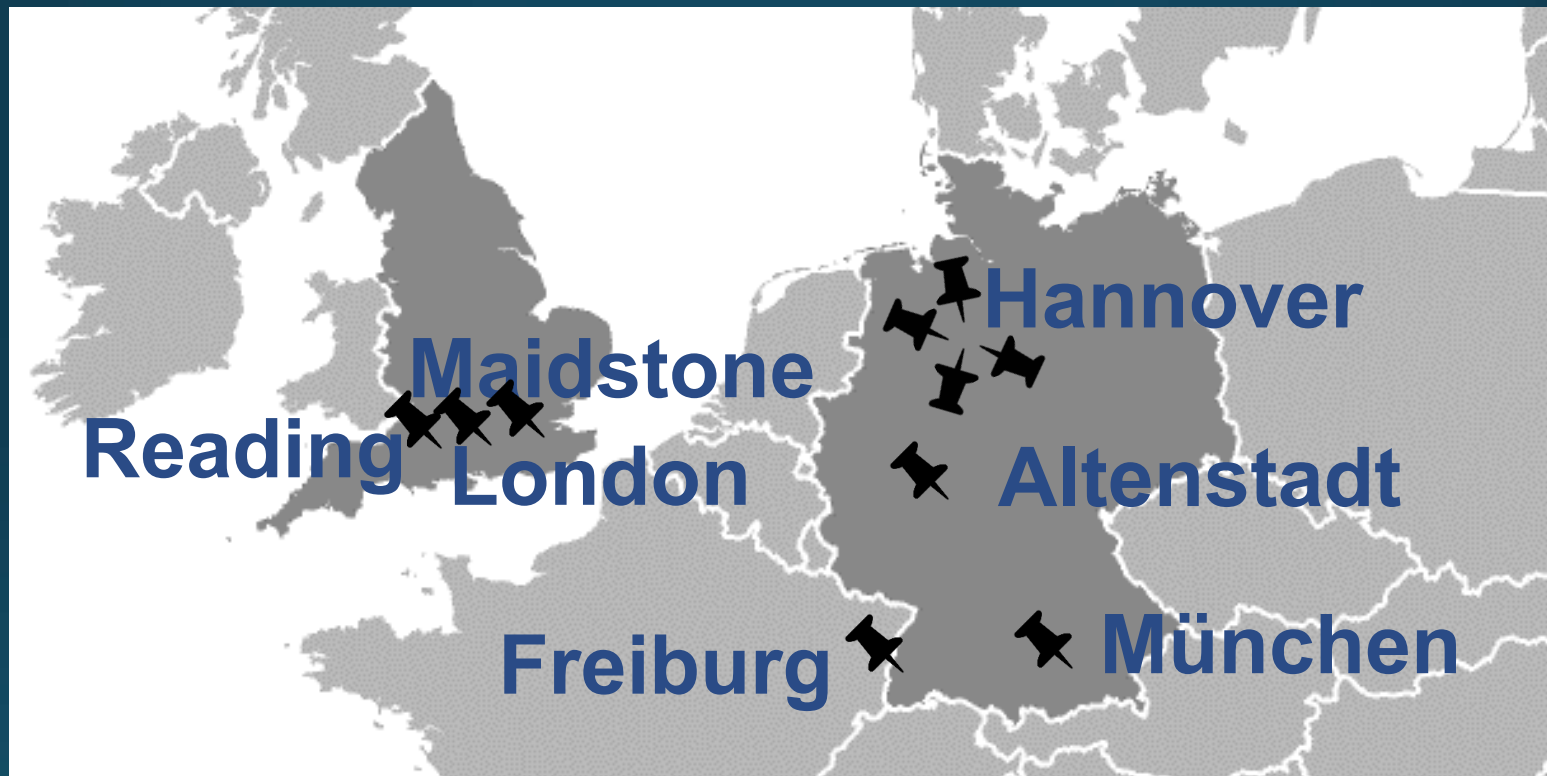 Hannover
Maidstone
Reading
London
Altenstadt
Freiburg
München